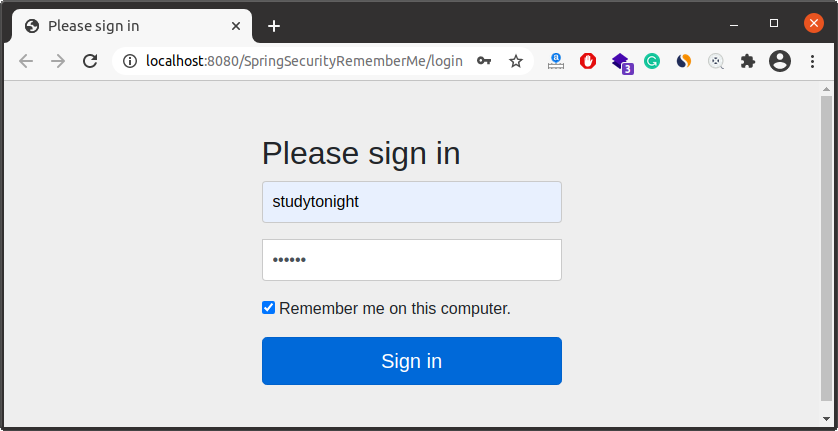 Please sign in
localhost:8080/SpringSecurityRememberMe/login
a
3
Please sign in
studytonight
••••••
Remember me on this computer.
Sign in